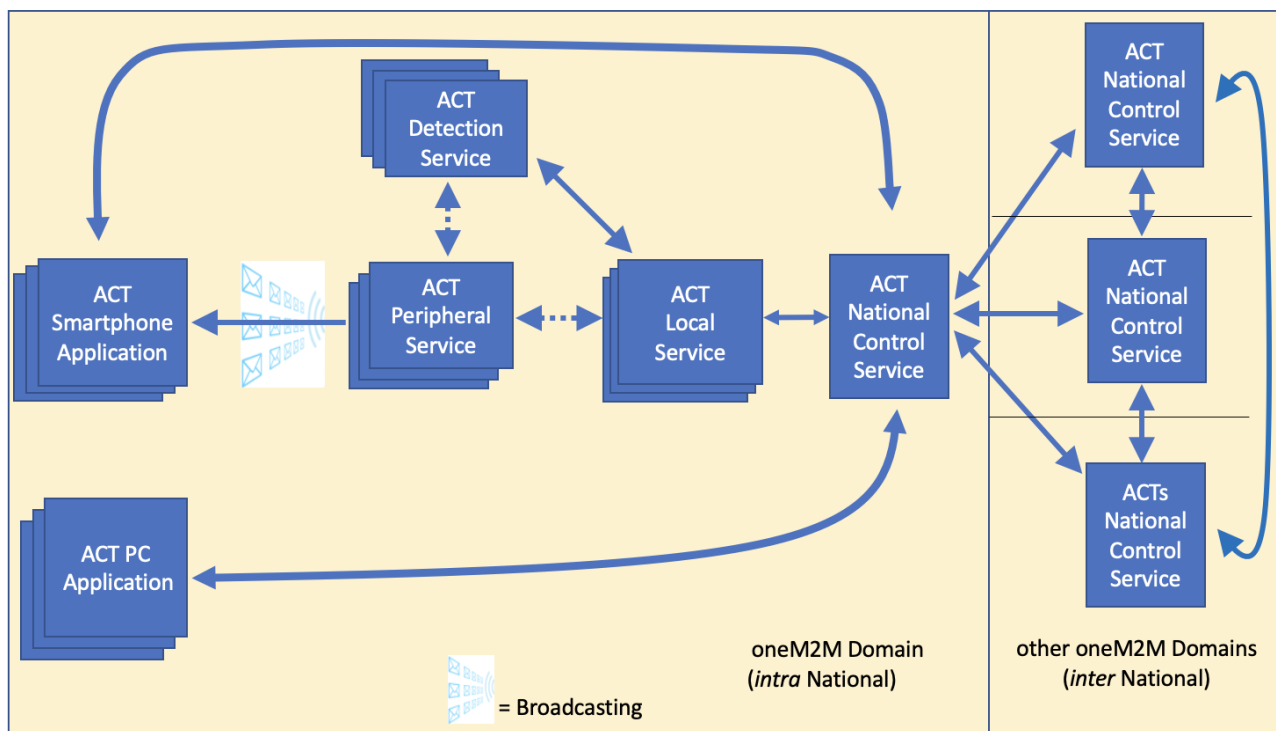 ACT
Detection
Service
ACT
Smartphone
Application
ACT
Peripheral
Service
ACT
Local
Service
ACT
National
Control
Service
ACT PC
Application
ACT
National
Control
Service
ACT
National
Control
Service
ACTs
National
Control
Service
= Broadcasting
oneM2M Domain
(intra National)
other oneM2M Domains
(inter National)